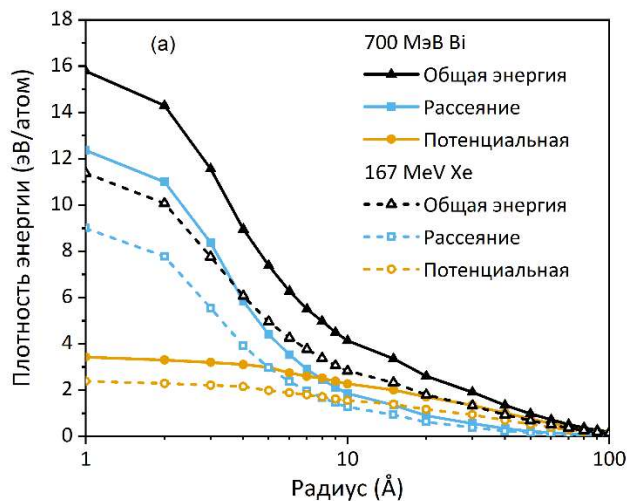 (a)
700 МэВ Bi
Общая энергия
Рассеяние
Потенциальная
167 MeV Xe
Общая энергия
Рассеяние
Потенциальная
Плотность энергии (эВ/атом)
18
16
14
12
10
8
6
4
2
0
1
10
100
Радиус (Å)